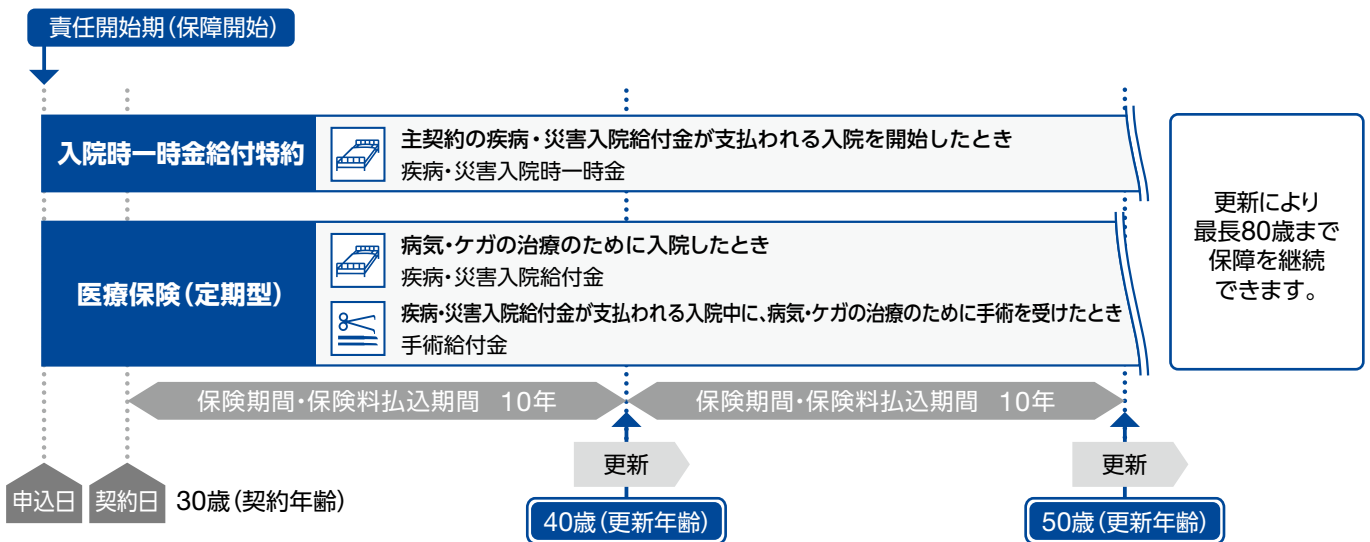 責任開始期（保障開始）
入院時一時金給付特約
主契約の疾病・災害入院給付金が支払われる入院を開始したとき
疾病・災害入院時一時金
医療保険（定期型）
病気・ケガの治療のために入院したとき
疾病・災害入院給付金
疾病・災害入院給付金が支払われる入院中に、病気・ケガの治療のために手術を受けたとき
手術給付金
更新により
最長80歳まで
保障を継続
できます。
保険期間・保険料払込期間　10年
保険期間・保険料払込期間　10年
更新
更新
申込日
契約日
30歳（契約年齢）
40歳（更新年齢）
50歳（更新年齢）